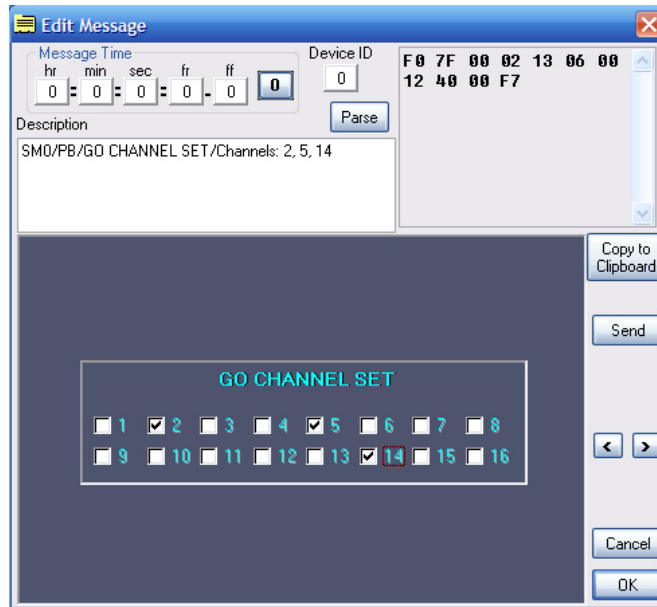 Edit Message
Message Time
hr min sec fr ff
0 : 0 : 0 : 0 . 0 0
Device ID
0
Parse
F0 7F 00 02 13 06 00
12 40 00 F7
Description
SM0/PB/GO CHANNEL SET/Channels: 2, 5, 14
Copy to
Clipboard
Send
GO CHANNEL SET
1 2 3 4 5 6 7 8
9 10 11 12 13 14 15 16
< >
Cancel
OK